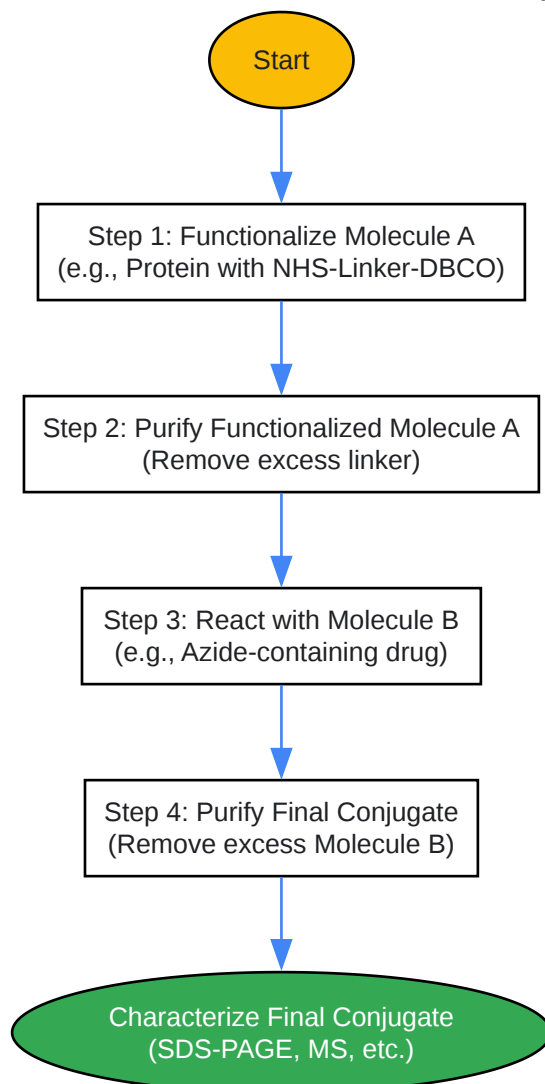 Start
Step 1: Functionalize Molecule A
(e.g., Protein with NHS-Linker-DBCO)
Step 2: Purify Functionalized Molecule A
(Remove excess linker)
Step 3: React with Molecule B
(e.g., Azide-containing drug)
Step 4: Purify Final Conjugate
(Remove excess Molecule B)
Characterize Final Conjugate
(SDS-PAGE, MS, etc.)